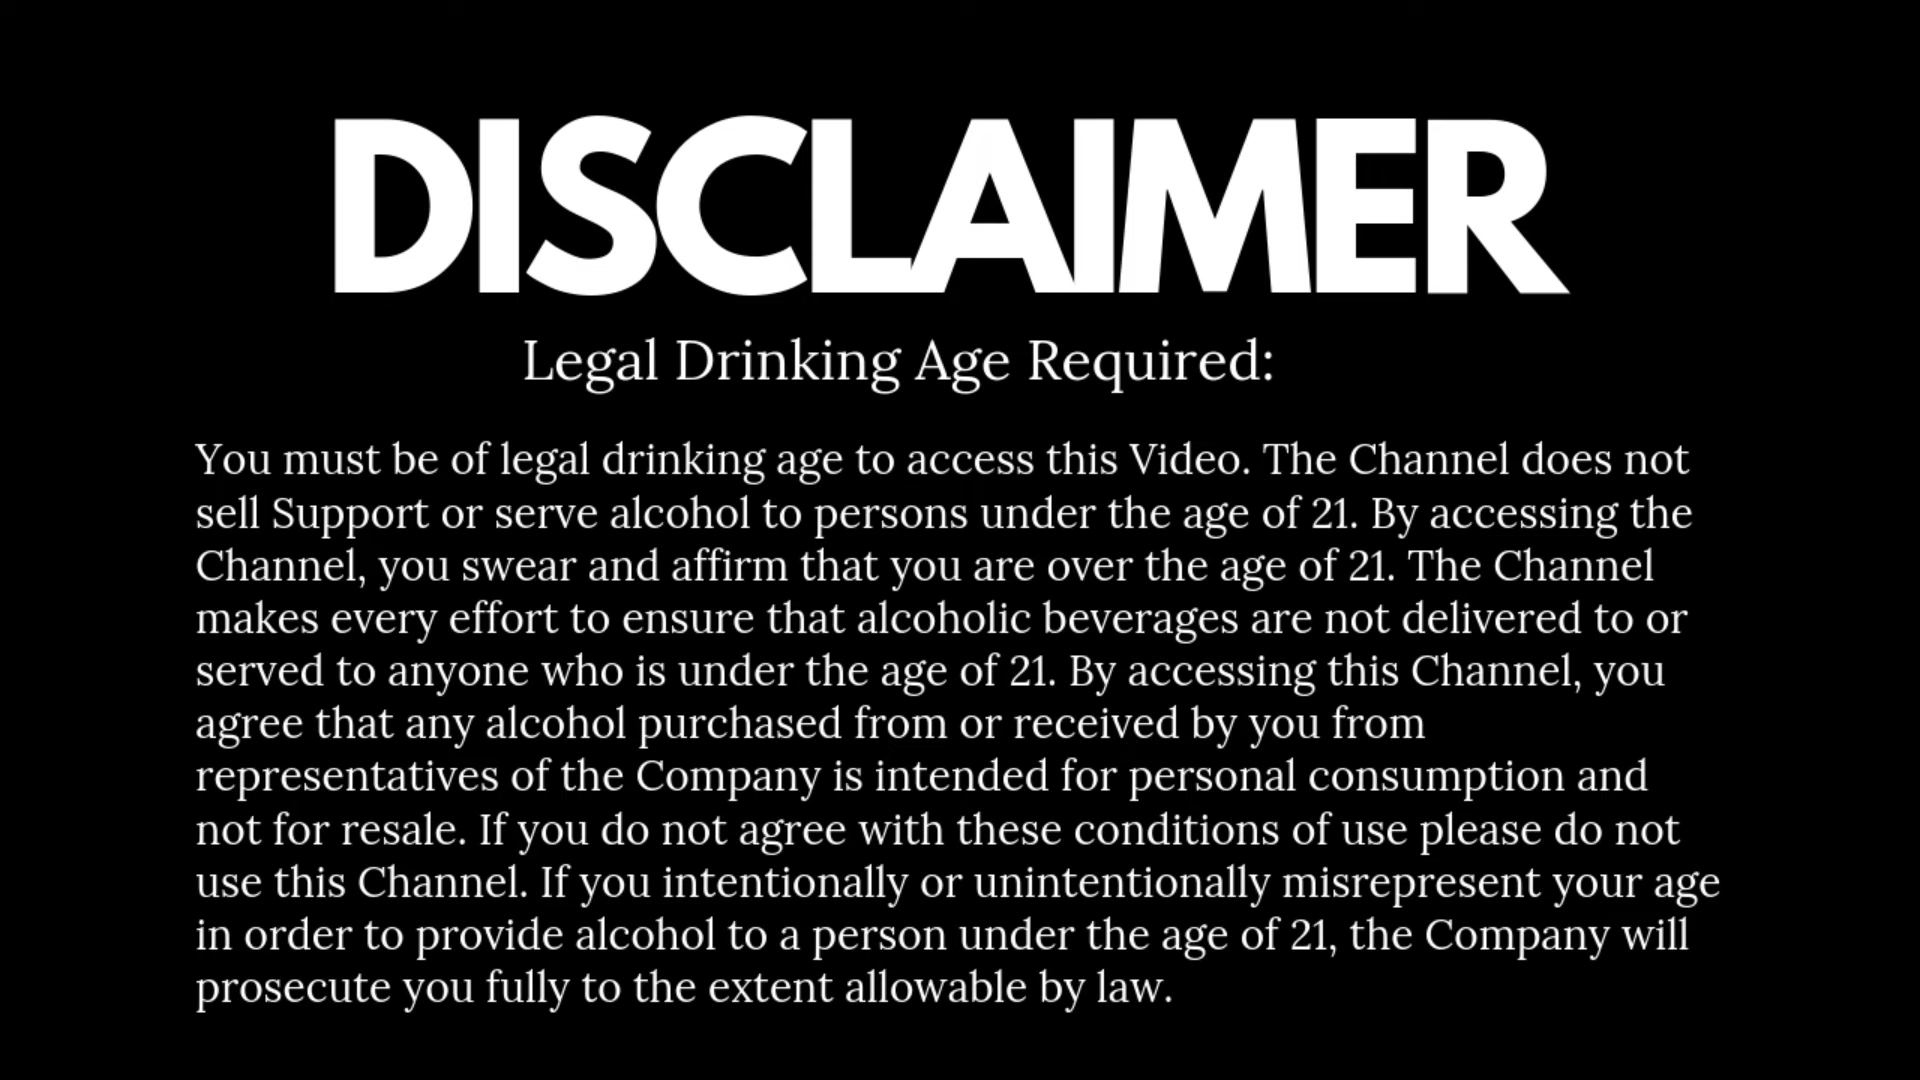 DISCLAIMER
Legal Drinking Age Required:
You must be of legal drinking age to access this Video. The Channel does not
sell Support or serve alcohol to persons under the age of 21. By accessing the
Channel, you swear and affirm that you are over the age of 21. The Channel
makes every effort to ensure that alcoholic beverages are not delivered to or
served to anyone who is under the age of 21. By accessing this Channel, you
agree that any alcohol purchased from or received by you from
representatives of the Company is intended for personal consumption and
not for resale. If you do not agree with these conditions of use please do not
use this Channel. If you intentionally or unintentionally misrepresent your age
in order to provide alcohol to a person under the age of 21, the Company will
prosecute you fully to the extent allowable by law.